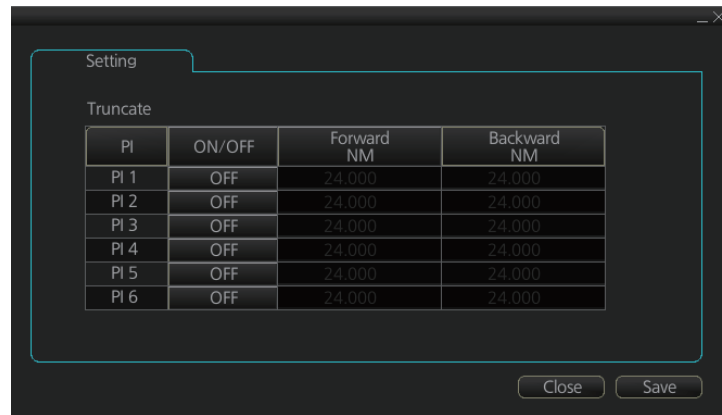 Setting
Truncate
PI ON/OFF Forward NM Backward NM
PI 1 OFF 24.000 24.000
PI 2 OFF 24.000 24.000
PI 3 OFF 24.000 24.000
PI 4 OFF 24.000 24.000
PI 5 OFF 24.000 24.000
PI 6 OFF 24.000 24.000
Close Save